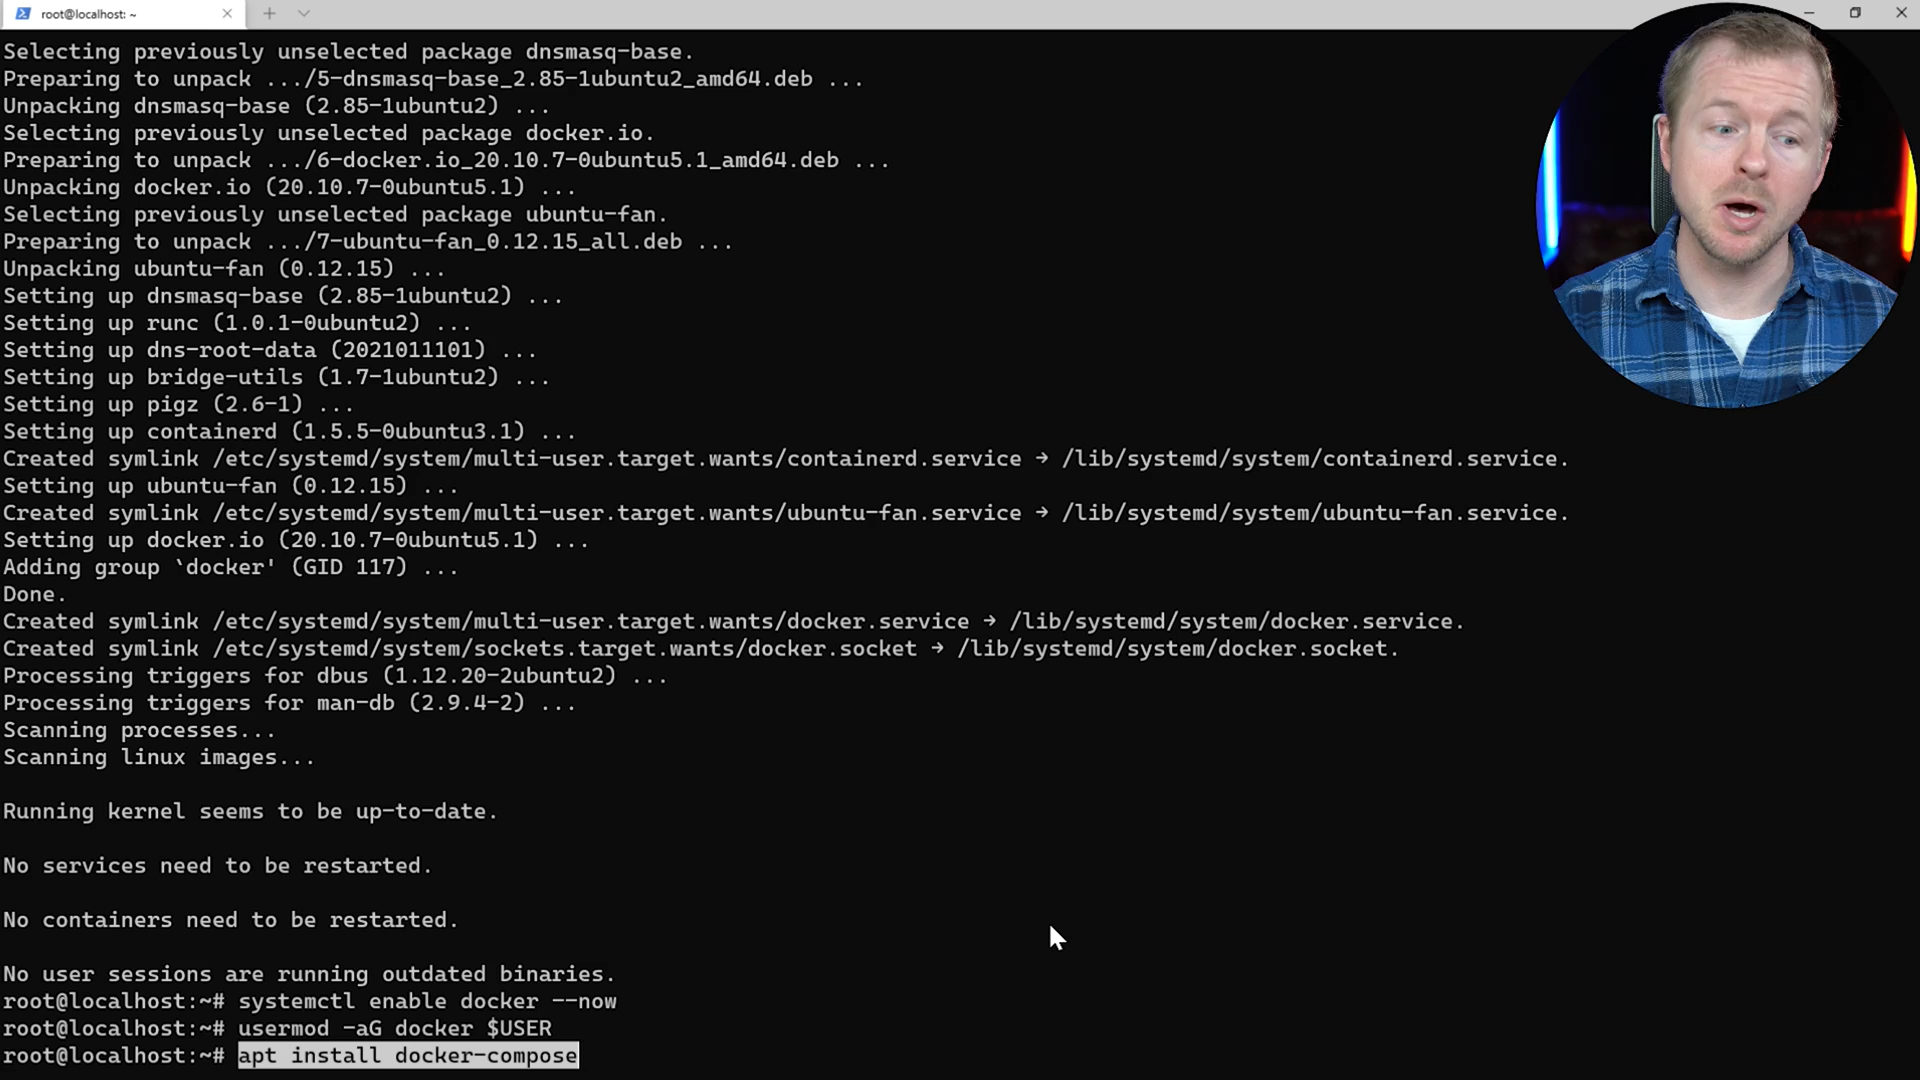 root@localhost: ~
Selecting previously unselected package dnsmasq-base.
Preparing to unpack .../5-dnsmasq-base_2.85-1ubuntu2_amd64.deb ...
Unpacking dnsmasq-base (2.85-1ubuntu2) ...
Selecting previously unselected package docker.io.
Preparing to unpack .../6-docker.io_20.10.7-0ubuntu5.1_amd64.deb ...
Unpacking docker.io (20.10.7-0ubuntu5.1) ...
Selecting previously unselected package ubuntu-fan.
Preparing to unpack .../7-ubuntu-fan_0.12.15_all.deb ...
Unpacking ubuntu-fan (0.12.15) ...
Setting up dnsmasq-base (2.85-1ubuntu2) ...
Setting up runc (1.0.1-0ubuntu2) ...
Setting up dns-root-data (2021011101) ...
Setting up bridge-utils (1.7-1ubuntu2) ...
Setting up pigz (2.6-1) ...
Setting up containerd (1.5.5-0ubuntu3.1) ...
Created symlink /etc/systemd/system/multi-user.target.wants/containerd.service → /lib/systemd/system/containerd.service.
Setting up ubuntu-fan (0.12.15) ...
Created symlink /etc/systemd/system/multi-user.target.wants/ubuntu-fan.service → /lib/systemd/system/ubuntu-fan.service.
Setting up docker.io (20.10.7-0ubuntu5.1) ...
Adding group `docker' (GID 117) ...
Done.
Created symlink /etc/systemd/system/multi-user.target.wants/docker.service → /lib/systemd/system/docker.service.
Created symlink /etc/systemd/system/sockets.target.wants/docker.socket → /lib/systemd/system/docker.socket.
Processing triggers for dbus (1.12.20-2ubuntu2) ...
Processing triggers for man-db (2.9.4-2) ...
Scanning processes...
Scanning linux images...
Running kernel seems to be up-to-date.
No services need to be restarted.
No containers need to be restarted.
No user sessions are running outdated binaries.
root@localhost:~# systemctl enable docker --now
root@localhost:~# usermod -aG docker $USER
root@localhost:~# apt install docker-compose